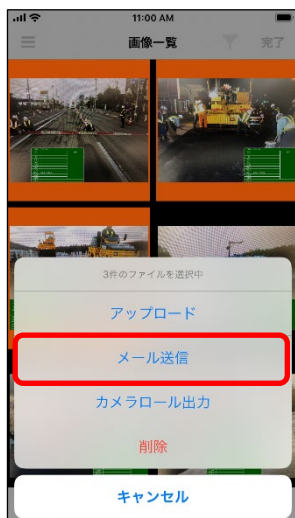 11:00 AM
画像一覧
完了
3件のファイルを選択中
アップロード
メール送信
カメラロール出力
削除
キャンセル